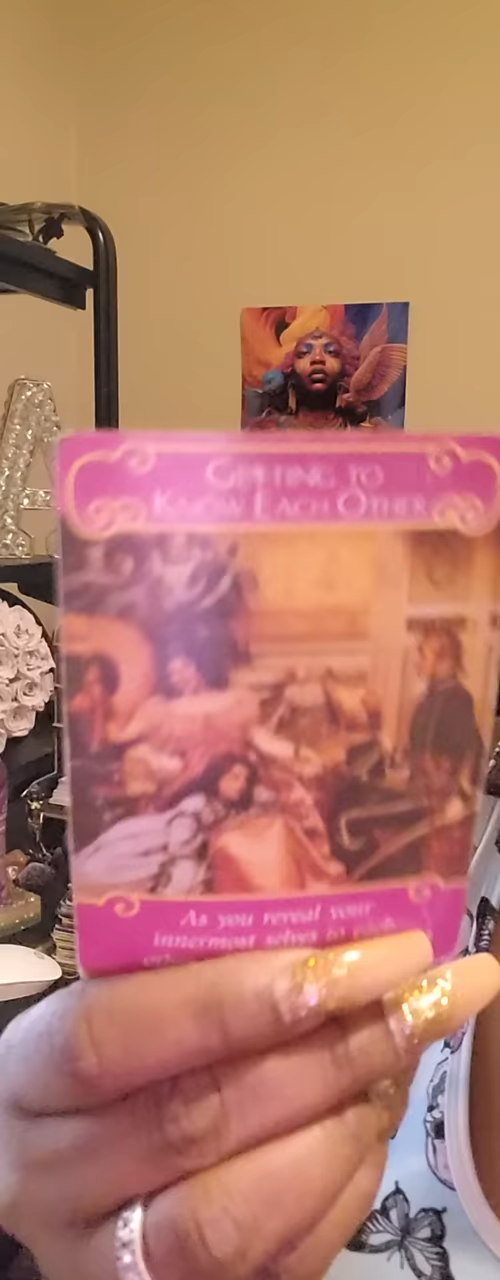 A
GETTING TO
KNOW EACH OTHER
As you reveal your
innermost selves to each